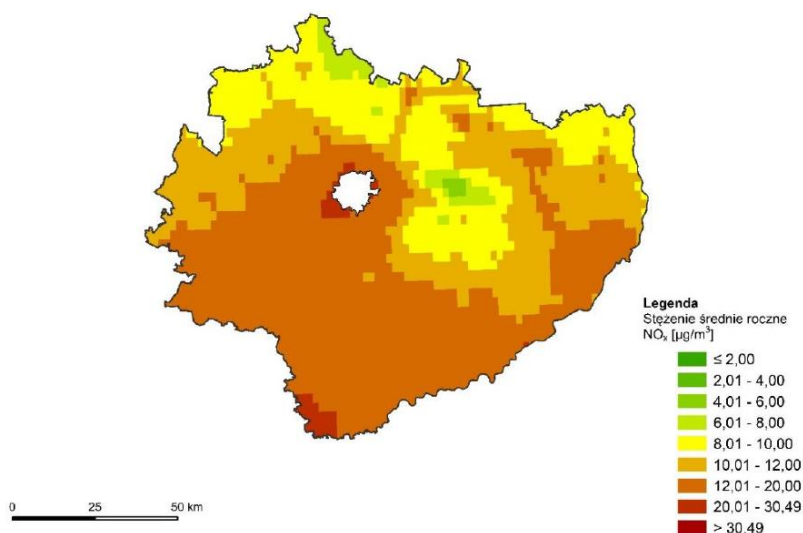 Legenda
Stężenie średnie roczne
NOₓ [µg/m³]
≤ 2,00
2,01 - 4,00
4,01 - 6,00
6,01 - 8,00
8,01 - 10,00
10,01 - 12,00
12,01 - 20,00
20,01 - 30,49
> 30,49
0 25 50 km